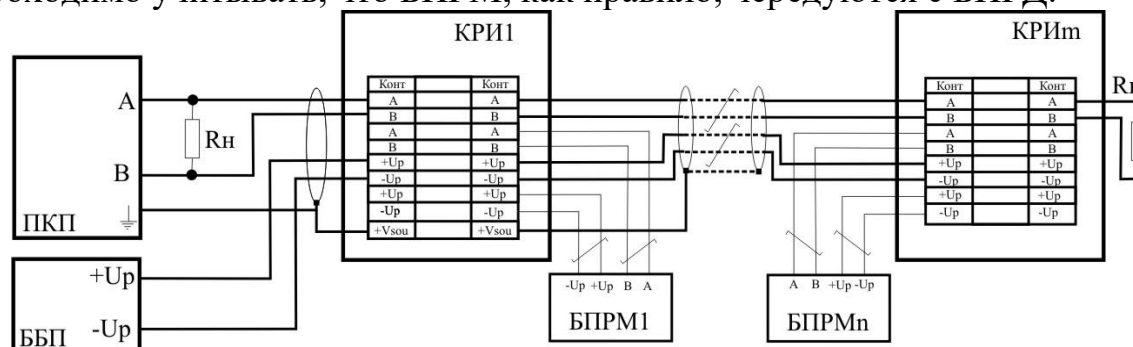 обходимо учитывать, что БПРМ, как правило, чередуются с БПРД.
КРИ1
КРИm
ПКП
A
B
Rн
ББП
+Up
-Up
Конт Конт
A A
B B
A A
B B
+Up +Up
-Up -Up
+Up +Up
-Up -Up
+Vsou +Vsou
-Up +Up B A
БПРМ1
A B +Up -Up
БПРМn
Конт Конт
A A
B B
A A
B B
+Up +Up
-Up -Up
+Up +Up
-Up -Up